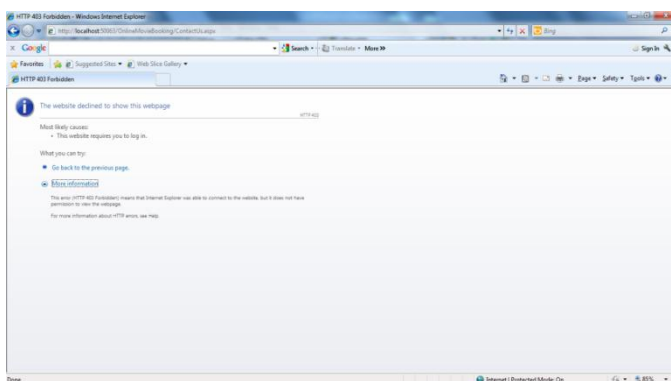 HTTP 403 Forbidden - Windows Internet Explorer
http://localhost:50083/OnlineMovieBooking/ContactUs.aspx
Bing
x Google
Search
Translate
More »
Sign In
Favorites
Suggested Sites
Web Slice Gallery
HTTP 403 Forbidden
Page
Safety
Tools
The website declined to show this webpage
HTTP 403
Most likely causes:
• This website requires you to log in.
What you can try:
Go back to the previous page.
More information
This error (HTTP 403 Forbidden) means that Internet Explorer was able to connect to the website, but it does not have
permission to view the webpage.
For more information about HTTP errors, see Help.
Done
Internet | Protected Mode: On
85%